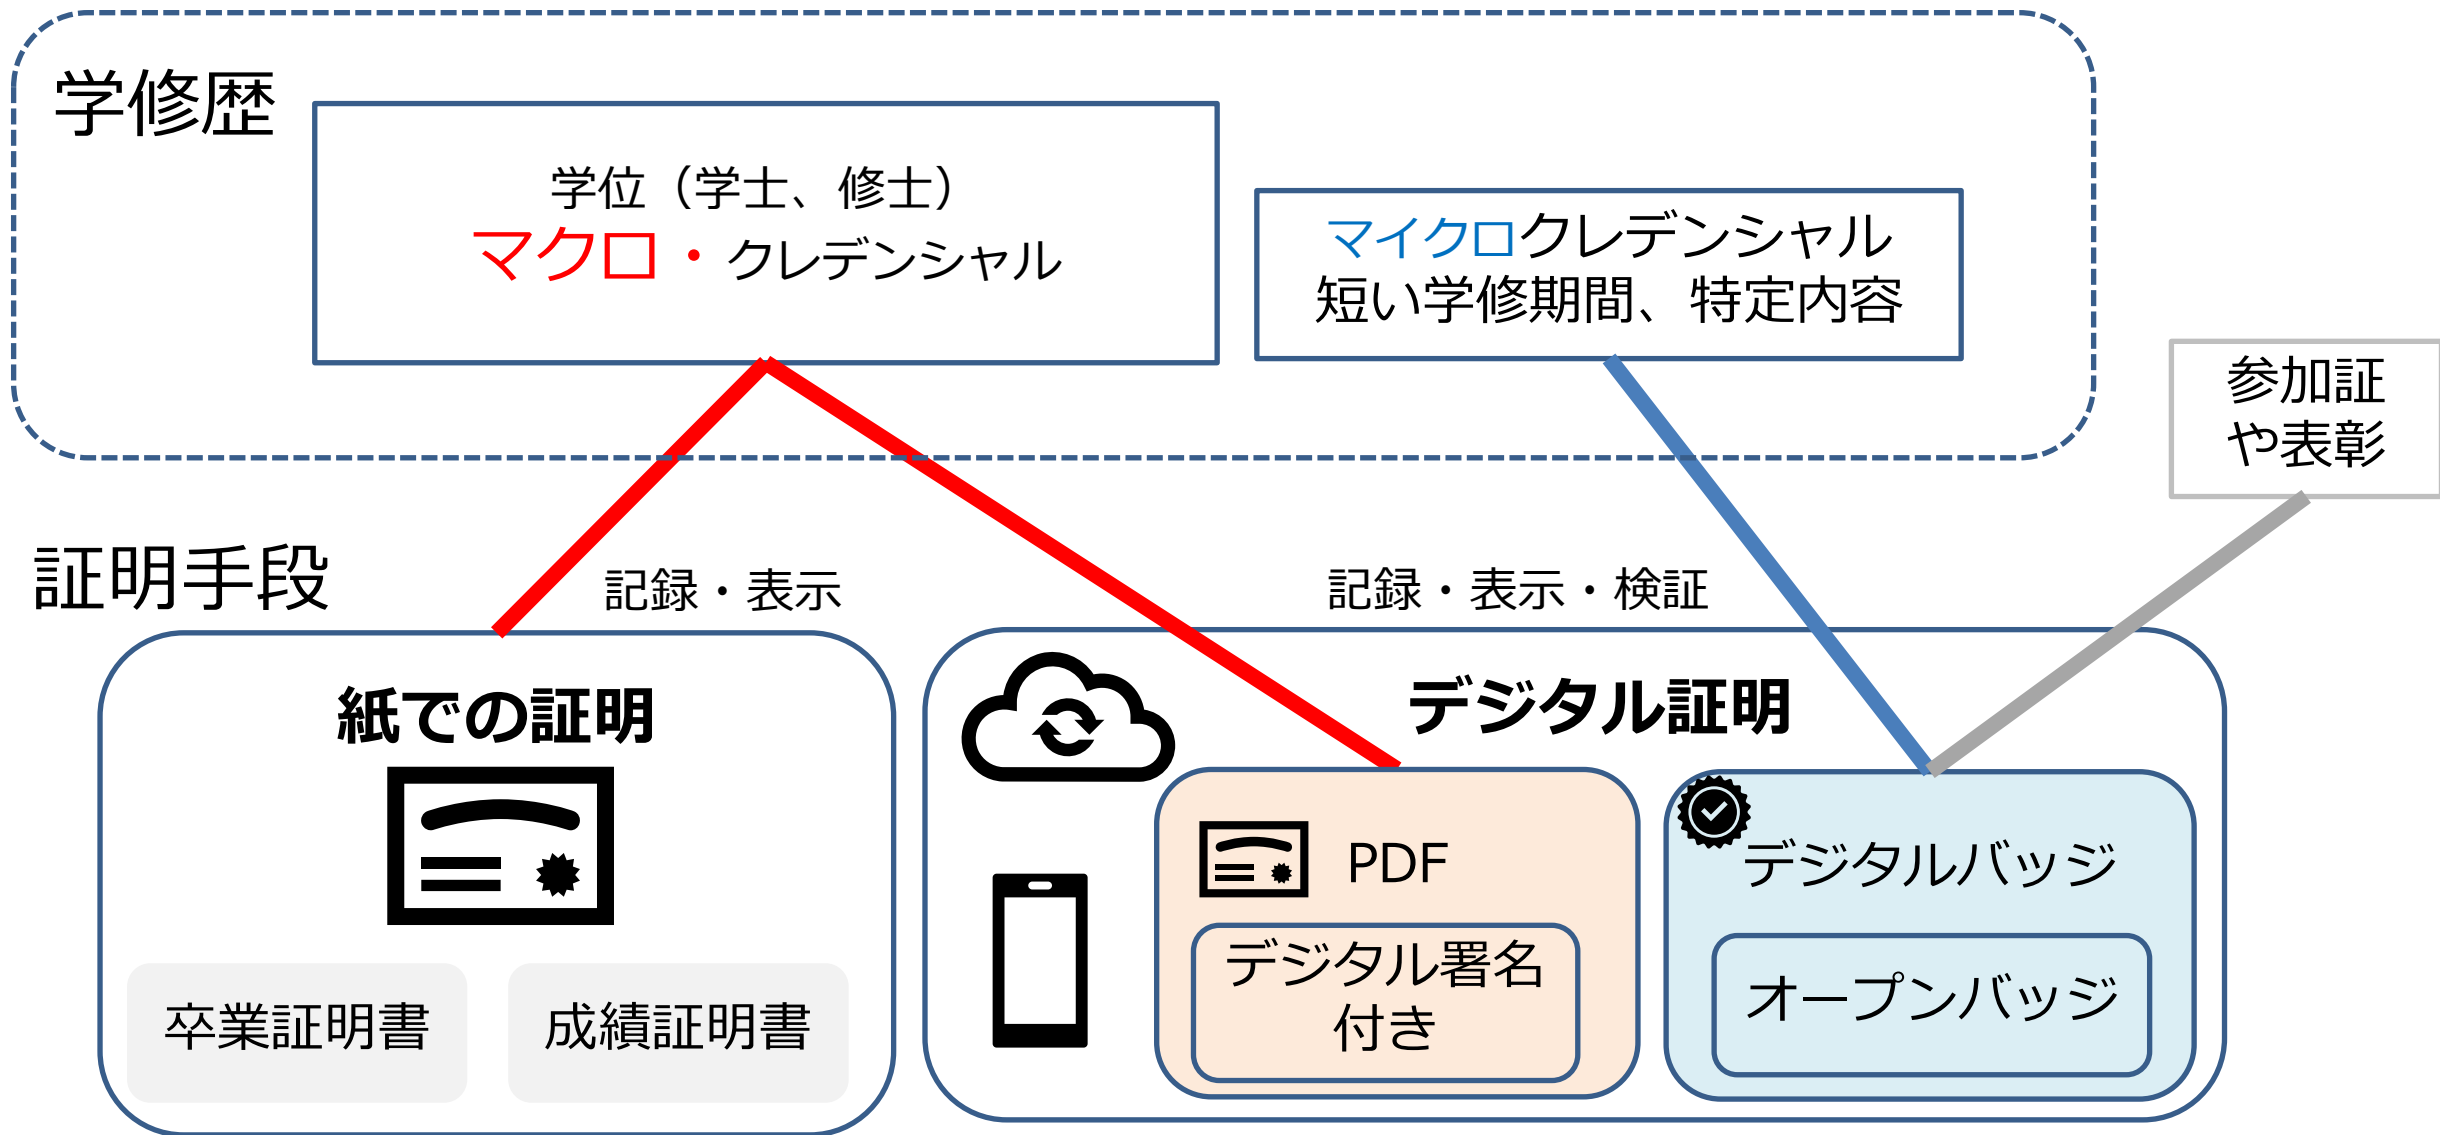 学修歴
学位（学士、修士）
マクロ・クレデンシャル
マイクロクレデンシャル
短い学修期間、特定内容
参加証
や表彰
証明手段
記録・表示
記録・表示・検証
紙での証明
卒業証明書
成績証明書
デジタル証明
PDF
デジタル署名
付き
デジタルバッジ
オープンバッジ